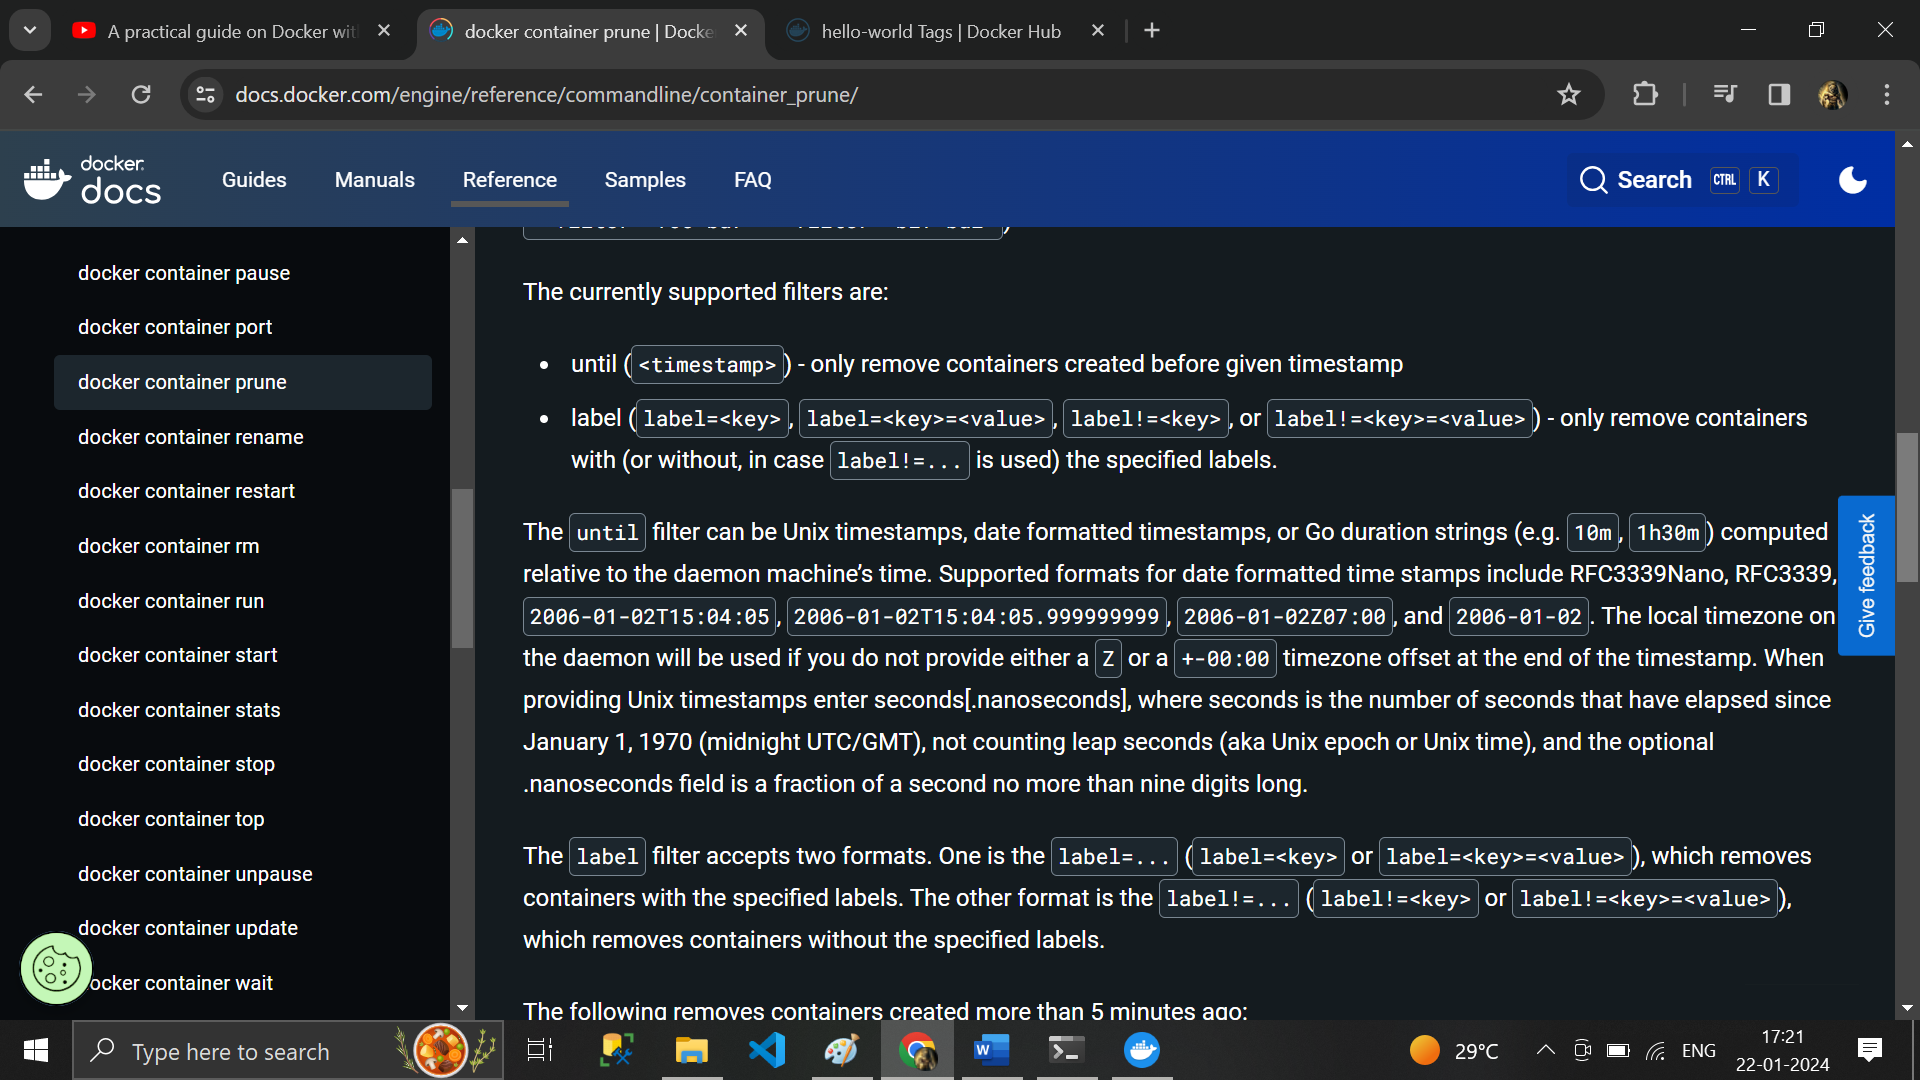 A practical guide on Docker wit
docker container prune | Docke
hello-world Tags | Docker Hub
docs.docker.com/engine/reference/commandline/container_prune/
docker
docs
Guides
Manuals
Reference
Samples
FAQ
Search
CTRL
K
docker container pause
docker container port
docker container prune
docker container rename
docker container restart
docker container rm
docker container run
docker container start
docker container stats
docker container stop
docker container top
docker container unpause
docker container update
ocker container wait
The currently supported filters are:
• until (<timestamp>) - only remove containers created before given timestamp
• label (label=<key>, label=<key>=<value>, label!=<key>, or label!=<key>=<value>) - only remove containers
with (or without, in case label!=... is used) the specified labels.
The until filter can be Unix timestamps, date formatted timestamps, or Go duration strings (e.g. 10m, 1h30m) computed
relative to the daemon machine’s time. Supported formats for date formatted time stamps include RFC3339Nano, RFC3339,
2006-01-02T15:04:05, 2006-01-02T15:04:05.999999999, 2006-01-02Z07:00, and 2006-01-02. The local timezone on
the daemon will be used if you do not provide either a Z or a +-00:00 timezone offset at the end of the timestamp. When
providing Unix timestamps enter seconds[.nanoseconds], where seconds is the number of seconds that have elapsed since
January 1, 1970 (midnight UTC/GMT), not counting leap seconds (aka Unix epoch or Unix time), and the optional
.nanoseconds field is a fraction of a second no more than nine digits long.
The label filter accepts two formats. One is the label=... (label=<key> or label=<key>=<value>), which removes
containers with the specified labels. The other format is the label!=... (label!=<key> or label!=<key>=<value>),
which removes containers without the specified labels.
The following removes containers created more than 5 minutes ago:
Give feedback
Type here to search
29°C
ENG
17:21
22-01-2024